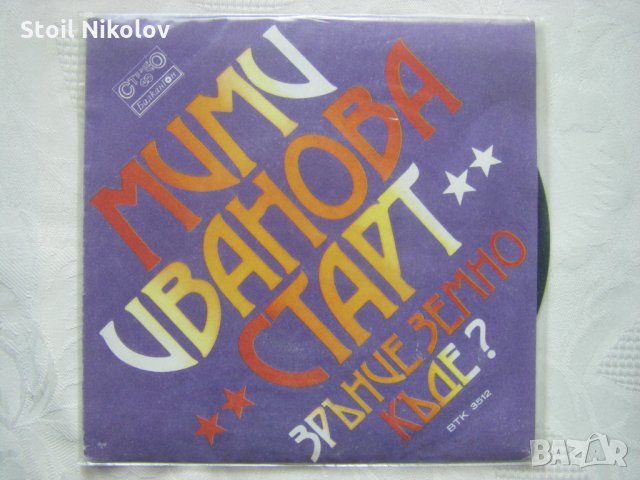 Stoil Nikolov
СТЕРЕО
Балкантон
МИМИ
ИВАНОВА
СТАРТ
ЗРЪНЦЕ ЗЕМНО
КЪДЕ?
ВТК 3512
BAZAR